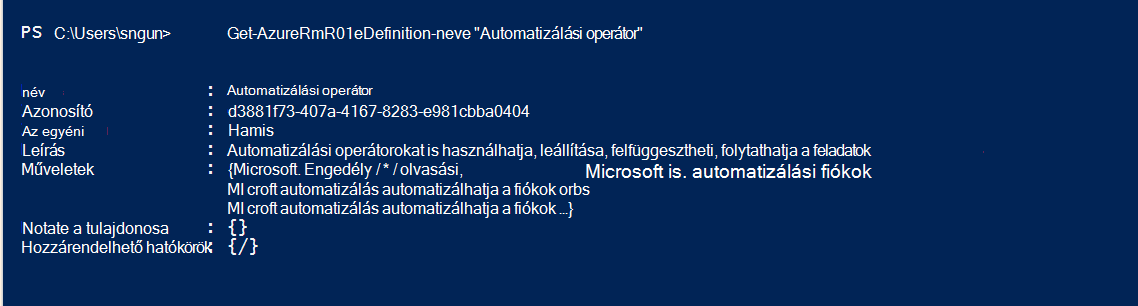 PS C:\Users\sngun> Get-AzureRmR01eDefinition-neve "Automatizálási operátor"
név : Automatizálási operátor
Azonosító : d3881f73-407a-4167-8283-e981cbba0404
Az egyéni : Hamis
Leírás : Automatizálási operátorokat is használhatja, leállítása, felfüggesztheti, folytathatja a feladatok
Műveletek : {Microsoft. Engedély / * / olvasási, Microsoft is. automatizálási fiókok
MI croft automatizálás automatizálhatja a fiókok orbs
MI croft automatizálás automatizálhatja a fiókok ...}
Notate a tulajdonosa : {}
Hozzárendelhető hatókörök : {/}